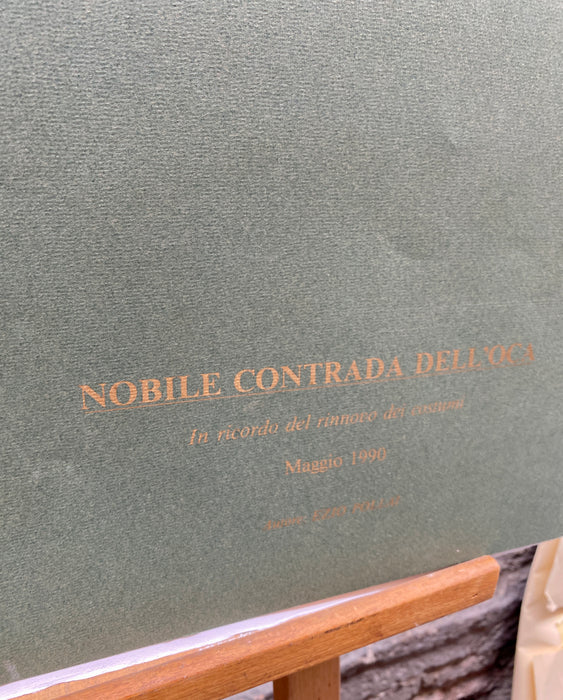 NOBILE CONTRADA DELL'OCA
In ricordo del rinnovo dei costumi
Maggio 1990